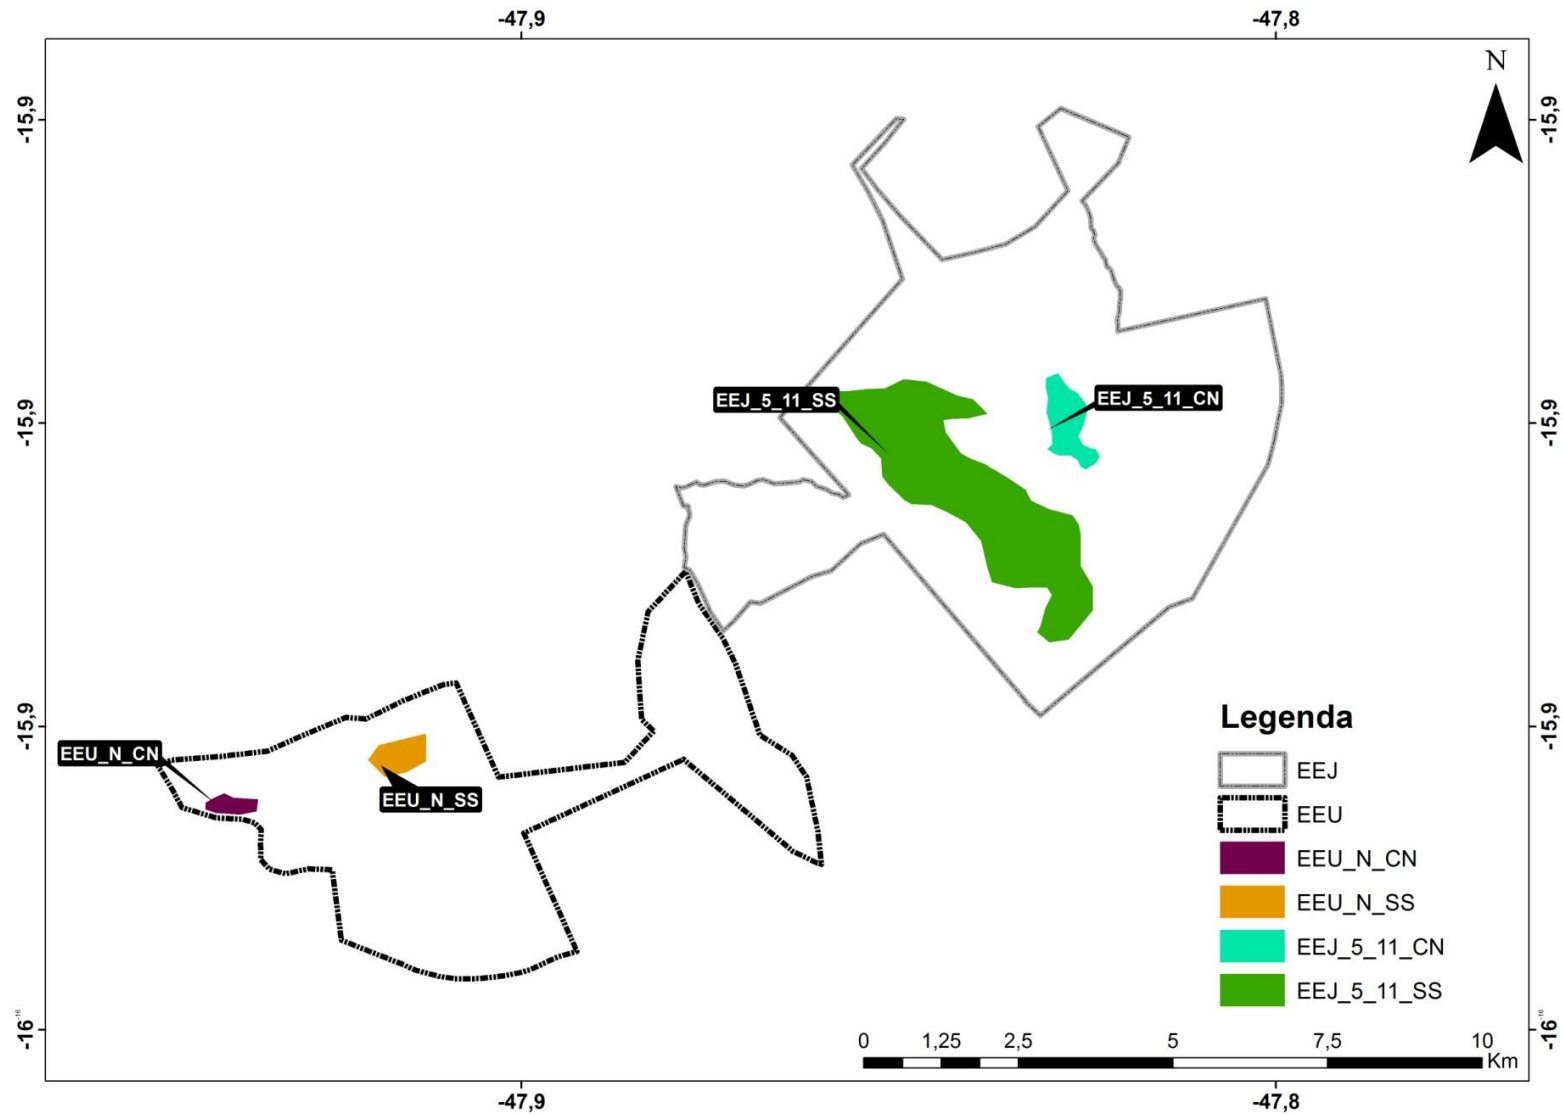 -47,9 -47,8
N
-15,9 -15,9
EEJ_5_11_SS EEJ_5_11_CN
-15,9 -15,9
EEU_N_CN
EEU_N_SS
-15,9 -15,9
Legenda
EEJ
EEU
EEU_N_CN
EEU_N_SS
EEJ_5_11_CN
EEJ_5_11_SS
-16 -16 -16 -16
0 1,25 2,5 5 7,5 10
Km
-47,9 -47,8